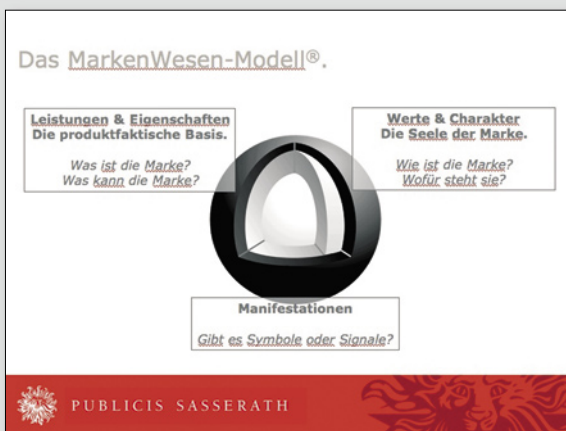 Das MarkenWesen-Modell®.
Leistungen & Eigenschaften
Die produktfaktische Basis.
Was ist die Marke?
Was kann die Marke?
Werte & Charakter
Die Seele der Marke.
Wie ist die Marke?
Wofür steht sie?
Manifestationen
Gibt es Symbole oder Signale?
PUBLICIS SASSERATH